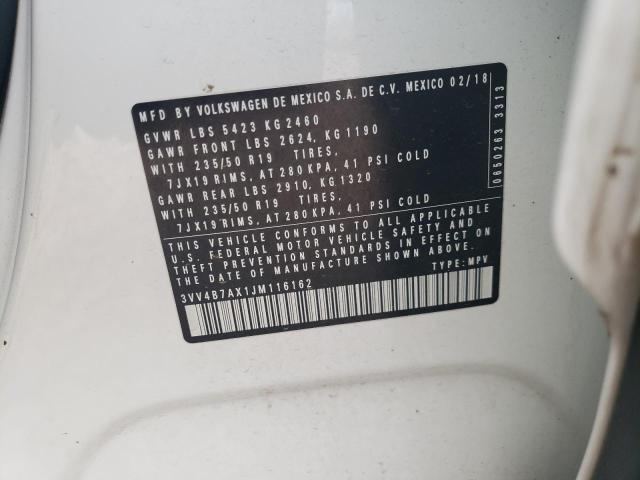 MFD BY VOLKSWAGEN DE MEXICO S.A. DE C.V. MEXICO 02/18
GVWR LBS 5423 KG 2460
GAWR FRONT LBS 2624, KG 1190
WITH 235/50 R19 TIRES,
7JX19 RIMS, AT 280 KPA, 41 PSI COLD
GAWR REAR LBS 2910, KG 1320
WITH 235/50 R19 TIRES,
7JX19 RIMS, AT 280 KPA, 41 PSI COLD
THIS VEHICLE CONFORMS TO ALL APPLICABLE
U.S. FEDERAL MOTOR VEHICLE SAFETY AND
THEFT PREVENTION STANDARDS IN EFFECT
ON THE DATE OF MANUFACTURE SHOWN ABOVE.
3VV4B7AX1JM116162 TYPE: MPV
0650263 3313